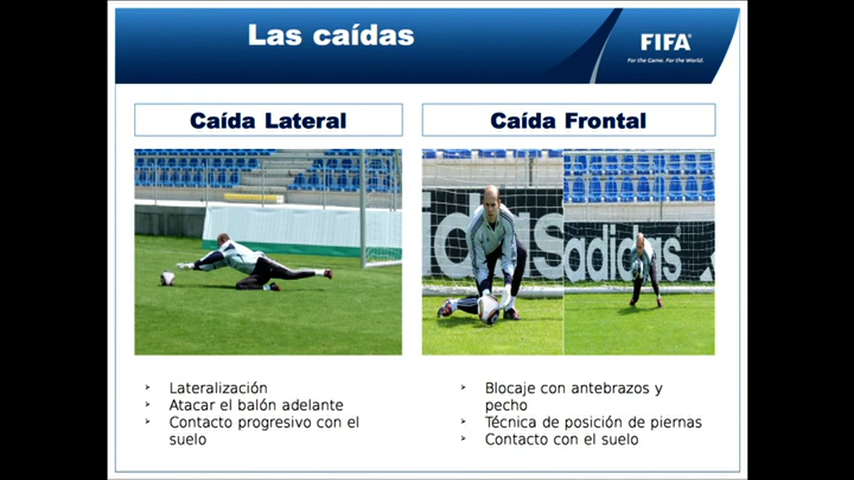 Las caídas
FIFA®
For the Game. For the World.
Caída Lateral
Caída Frontal
adidas
adidas
Lateralización
Atacar el balón adelante
Contacto progresivo con el
suelo
Blocaje con antebrazos y
pecho
Técnica de posición de piernas
Contacto con el suelo